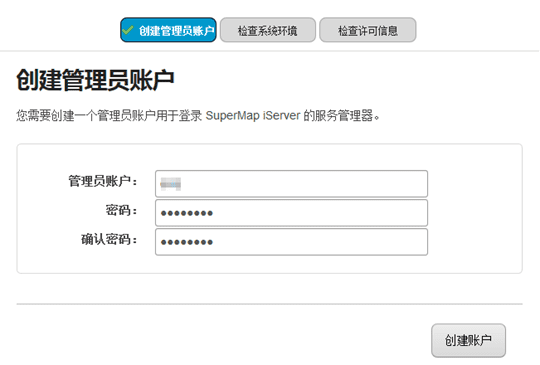 创建管理员账户 检查系统环境 检查许可信息
创建管理员账户
您需要创建一个管理员账户用于登录 SuperMap iServer 的服务管理器。
管理员账户：
密码： ••••••••
确认密码： ••••••••
创建账户